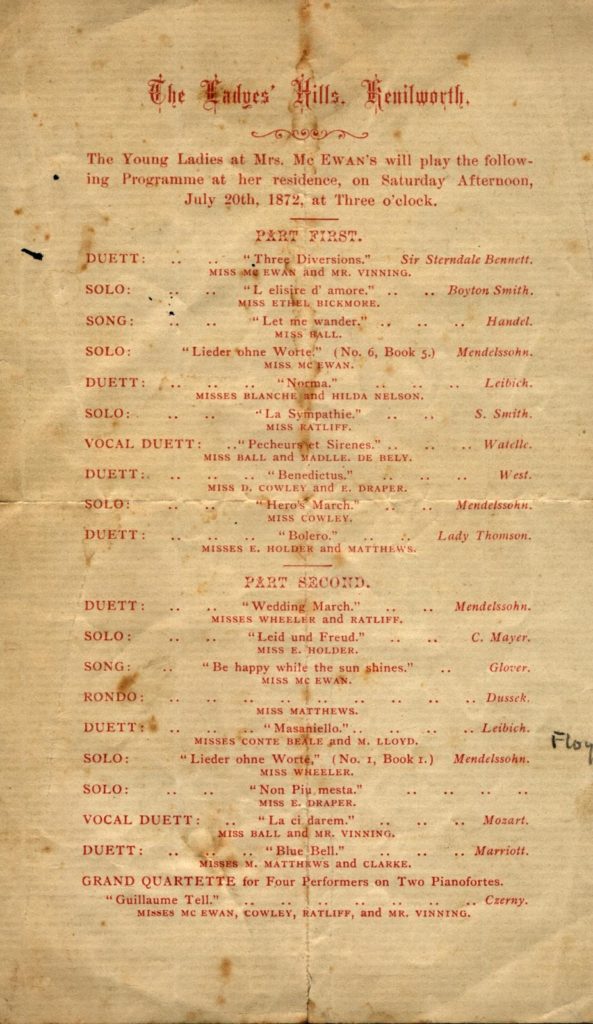 The Ladyes' Hills, Kenilworth.
The Young Ladies at Mrs. Mc EWAN'S will play the follow-
ing Programme at her residence, on Saturday Afternoon,
July 20th, 1872, at Three o'clock.
PART FIRST.
DUETT: .. .. "Three Diversions." Sir Sterndale Bennett.
MISS MC EWAN and MR. VINNING.
SOLO: .. .. "L elisire d' amore." .. .. Boyton Smith.
MISS ETHEL BICKMORE.
SONG: .. .. "Let me wander." .. .. .. Handel.
MISS BALL.
SOLO: "Lieder ohne Worte." (No. 6, Book 5.) Mendelssohn.
MISS MC EWAN.
DUETT: .. .. .. "Norma." .. .. .. Leibich.
MISSES BLANCHE and HILDA NELSON.
SOLO: .. .. "La Sympathie." .. .. S. Smith.
MISS RATLIFF.
VOCAL DUETT: .."Pecheurs et Sirenes." .. .. .. Watelle.
MISS BALL and MADLLE. DE BELY.
DUETT: .. .. .. "Benedictus." .. .. .. West.
MISS D. COWLEY and E. DRAPER.
SOLO: .. .. "Hero's March." .. .. Mendelssohn.
MISS COWLEY.
DUETT: .. .. .. "Bolero." .. .. Lady Thomson.
MISSES E. HOLDER and MATTHEWS.
PART SECOND.
DUETT: .. .. "Wedding March." .. .. Mendelssohn.
MISSES WHEELER and RATLIFF.
SOLO: .. .. "Leid und Freud." .. .. C. Mayer.
MISS E. HOLDER.
SONG: .. "Be happy while the sun shines." .. Glover.
MISS MC EWAN.
RONDO: .. .. .. .. .. .. .. .. .. Dussek.
MISS MATTHEWS.
DUETT: .. .. .. "Masaniello." .. .. .. .. Leibich.
MISSES CONTE BEALE and M. LLOYD.
SOLO: "Lieder ohne Worte," (No. 1, Book 1.) Mendelssohn.
MISS WHEELER.
SOLO: .. .. "Non Piu mesta." .. .. .. ..
MISS E. DRAPER.
VOCAL DUETT: .. "La ci darem." .. .. .. Mozart.
MISS BALL and MR. VINNING.
DUETT: .. .. .. "Blue Bell." .. .. .. Marriott.
MISSES M. MATTHEWS and CLARKE.
GRAND QUARTETTE for Four Performers on Two Pianofortes.
"Guillaume Tell." .. .. .. .. .. .. .. Czerny.
MISSES MC EWAN, COWLEY, RATLIFF, and MR. VINNING.